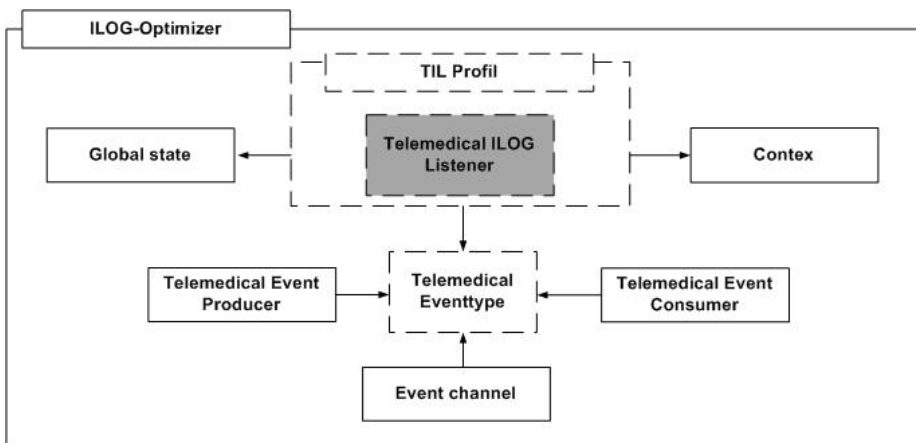 ILOG-Optimizer
TIL Profil
Telemedical ILOG
Listener
Global state
Contex
Telemedical Event
Producer
Telemedical
Eventtype
Telemedical Event
Consumer
Event channel